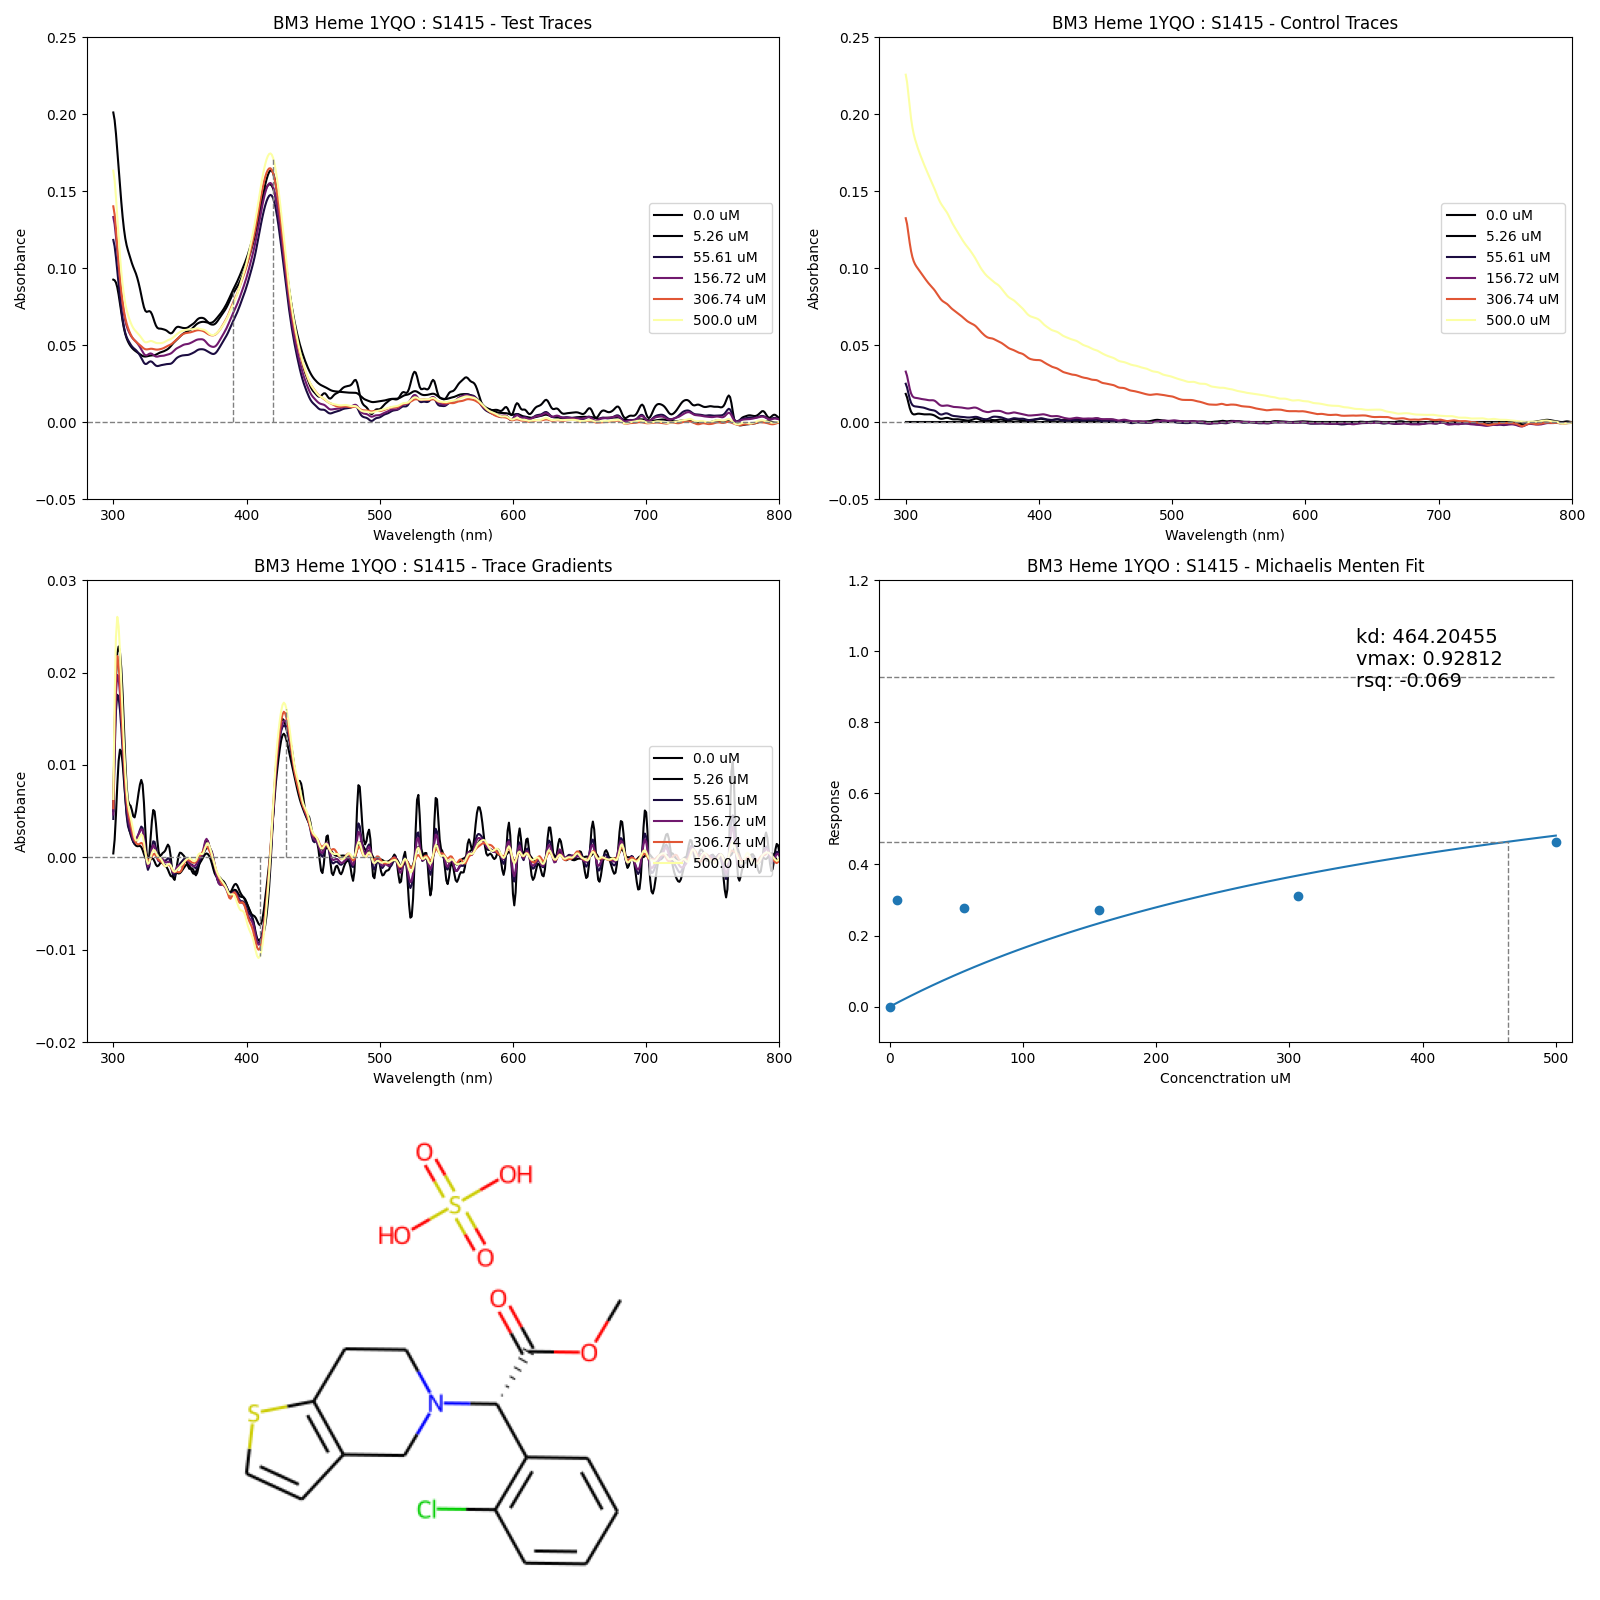 BM3 Heme 1YQO : S1415 - Test Traces
0.25
0.20
0.15
0.10
0.05
0.00
−0.05
Absorbance
300
400
500
600
700
800
Wavelength (nm)
0.0 uM
5.26 uM
55.61 uM
156.72 uM
306.74 uM
500.0 uM
BM3 Heme 1YQO : S1415 - Control Traces
0.25
0.20
0.15
0.10
0.05
0.00
−0.05
Absorbance
300
400
500
600
700
800
Wavelength (nm)
0.0 uM
5.26 uM
55.61 uM
156.72 uM
306.74 uM
500.0 uM
BM3 Heme 1YQO : S1415 - Trace Gradients
0.03
0.02
0.01
0.00
−0.01
−0.02
Absorbance
300
400
500
600
700
800
Wavelength (nm)
0.0 uM
5.26 uM
55.61 uM
156.72 uM
306.74 uM
500.0 uM
BM3 Heme 1YQO : S1415 - Michaelis Menten Fit
1.2
1.0
0.8
0.6
0.4
0.2
0.0
Response
kd: 464.20455
vmax: 0.92812
rsq: -0.069
0
100
200
300
400
500
Concenctration uM
O
OH
S
HO
O
O
O
S
N
Cl